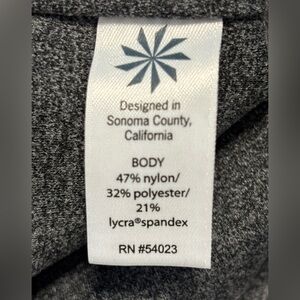 Designed in
Sonoma County,
California
BODY
47% nylon/
32% polyester/
21%
lycra®spandex
RN #54023